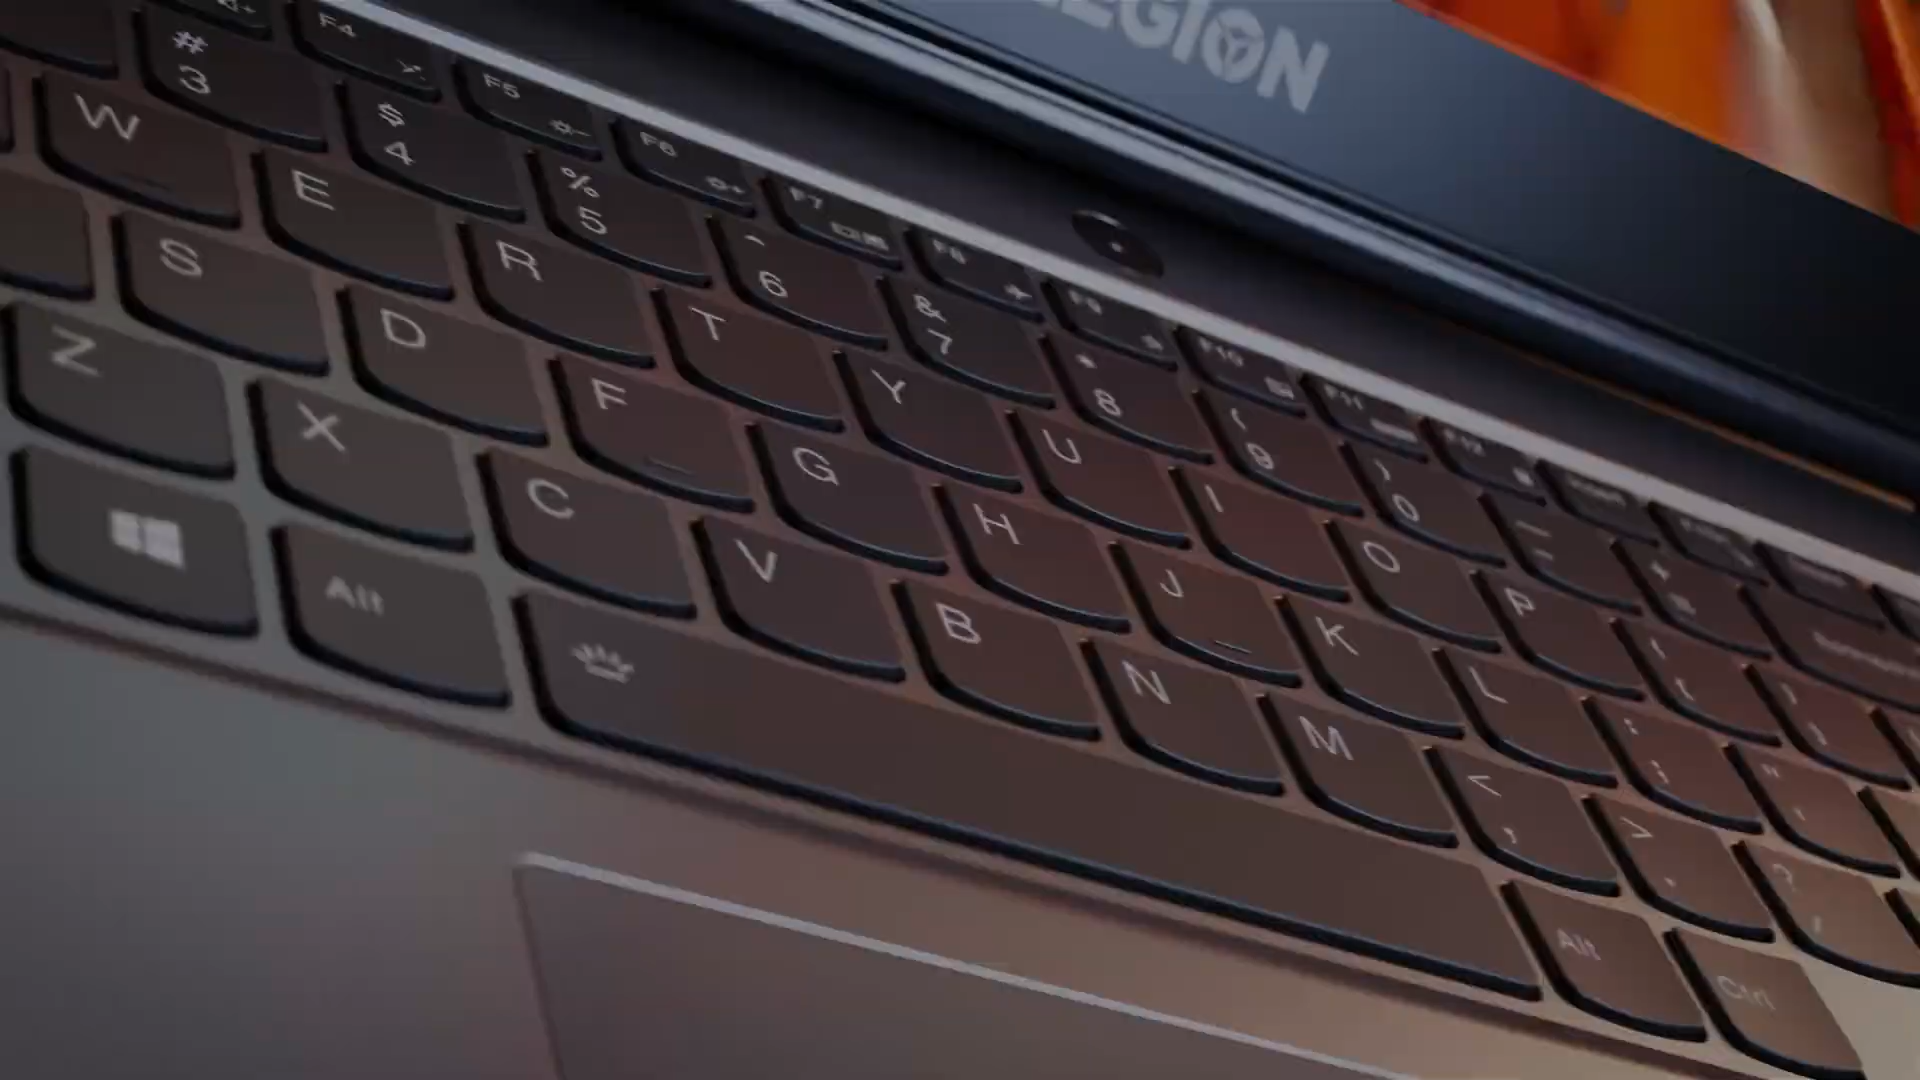 LEGION
F4
F5
F6
F7
F8
F9
F10
F11
F12
# 3
$ 4
% 5
^ 6
& 7
* 8
( 9
) 0
W E R T Y U I O P
S D F G H J K L
Z X C V B N M < , > . ? /
Alt
Alt
Ctrl